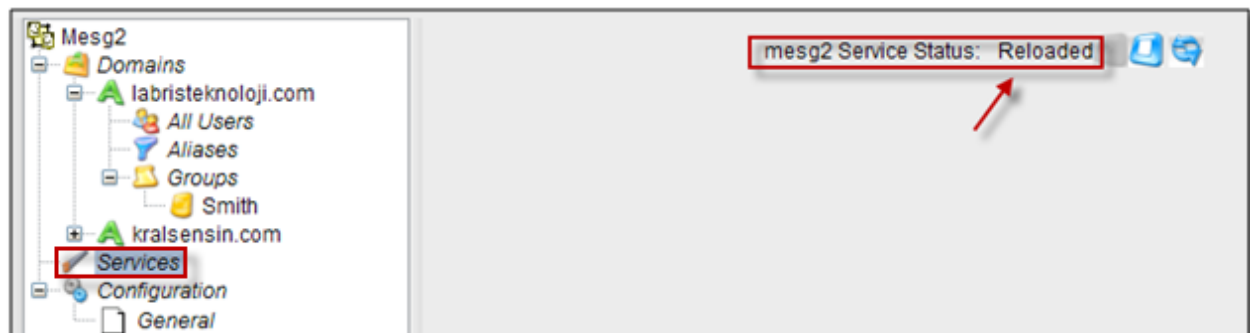 Mesg2
Domains
labristeknoloji.com
All Users
Aliases
Groups
Smith
kralsensin.com
Services
Configuration
General
mesg2 Service Status: Reloaded